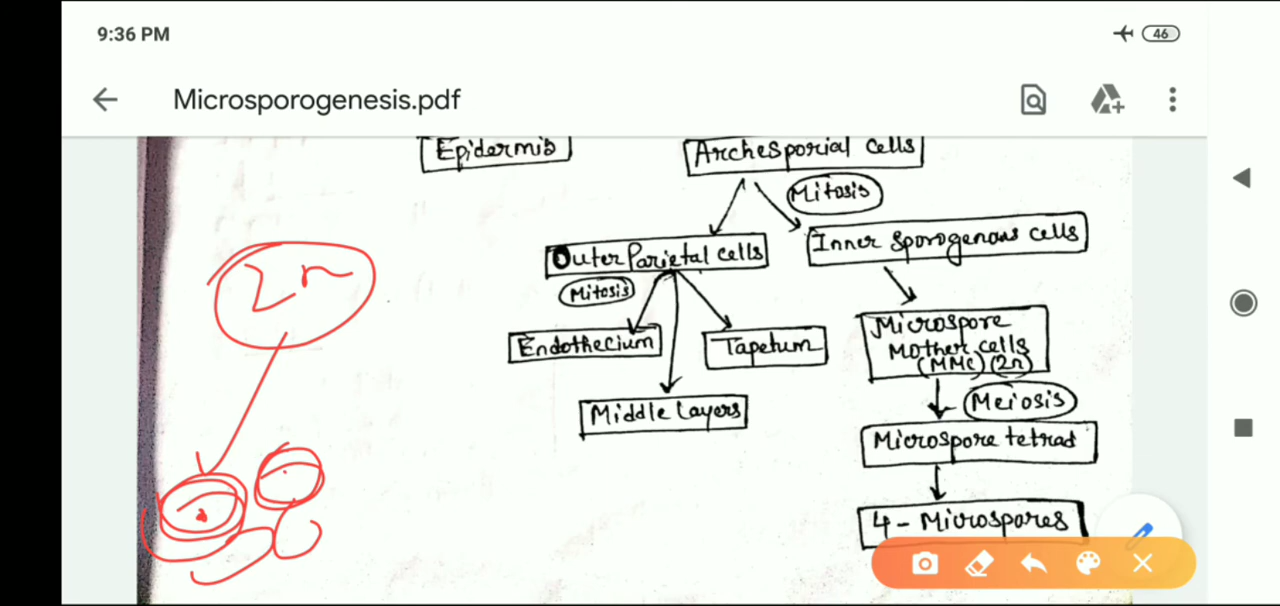 9:36 PM
46
Microsporogenesis.pdf
Epidermis
Archesporial cells
Mitosis
Outer Parietal cells
Inner Sporogenous cells
Mitosis
Endothecium
Tapetum
Middle Layers
Microspore
Mother cells
(MMC) (2n)
Meiosis
Microspore tetrad
4 - Microspores
2n